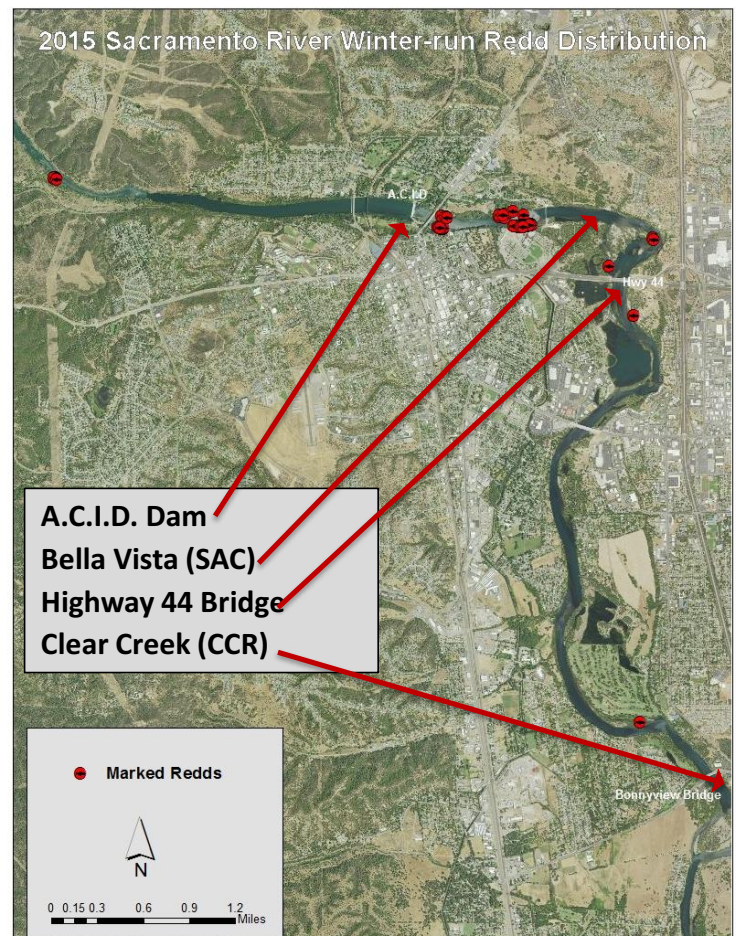 2015 Sacramento River Winter-run Redd Distribution
A.C.I.D
Hwy 44
A.C.I.D. Dam
Bella Vista (SAC)
Highway 44 Bridge
Clear Creek (CCR)
Marked Redds
Bonnyview Bridge
N
0 0.15 0.3 0.6 0.9 1.2
Miles